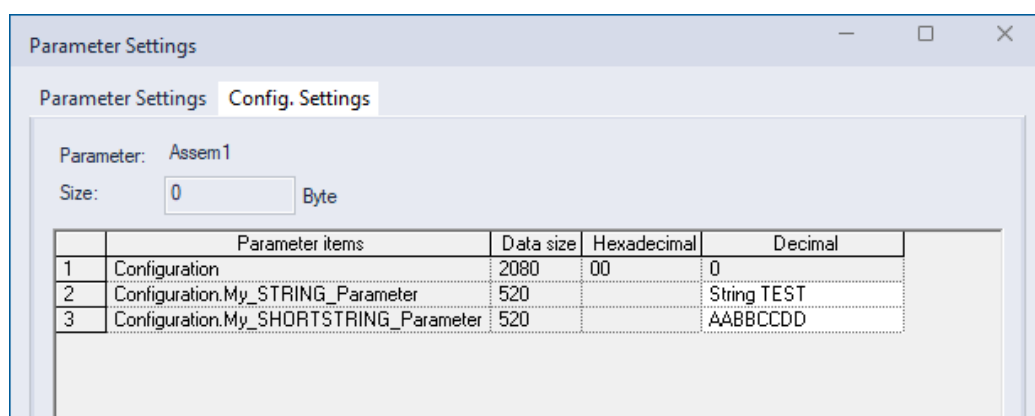 Parameter Settings
Parameter Settings Config. Settings
Parameter: Assem1
Size: 0 Byte
Parameter items Data size Hexadecimal Decimal
1 Configuration 2080 00 0
2 Configuration.My_STRING_Parameter 520 String TEST
3 Configuration.My_SHORTSTRING_Parameter 520 AABBCCDD